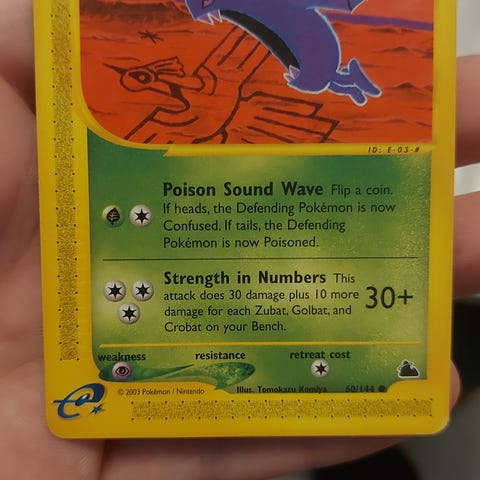 ID: E-03-#
Poison Sound Wave Flip a coin.
If heads, the Defending Pokémon is now
Confused. If tails, the Defending
Pokémon is now Poisoned.
Strength in Numbers This
attack does 30 damage plus 10 more
damage for each Zubat, Golbat, and
Crobat on your Bench.
30+
weakness resistance retreat cost
Illus. Tomokazu Komiya
60/144
© 2003 Pokémon / Nintendo
e